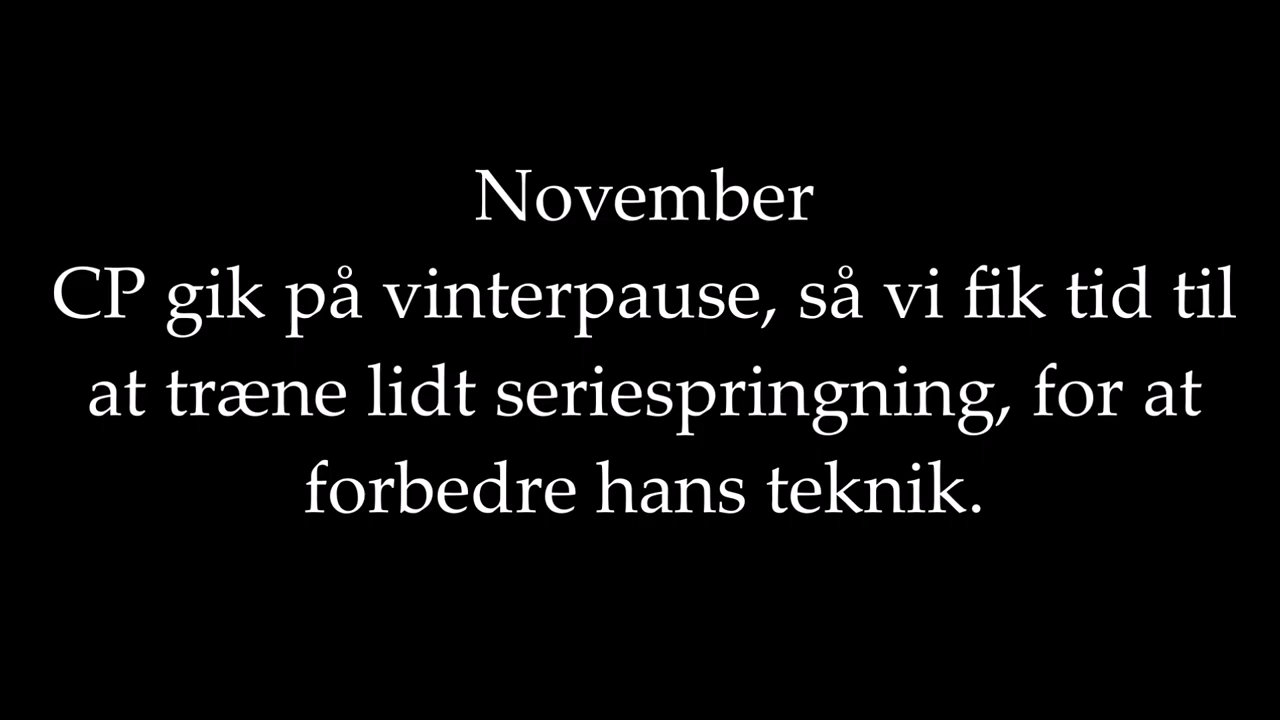 November
CP gik på vinterpause, så vi fik tid til
at træne lidt seriespringning, for at
forbedre hans teknik.